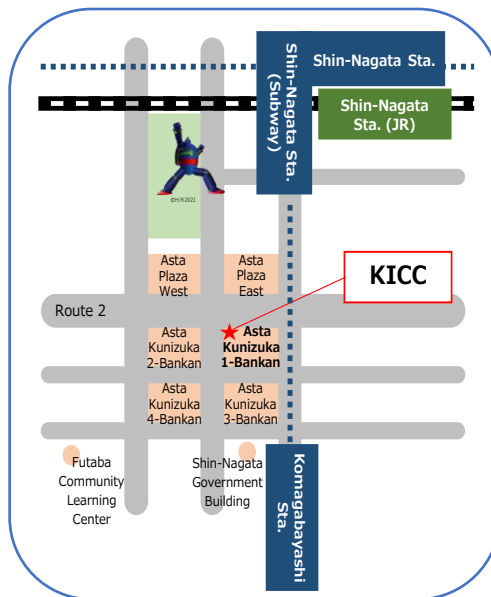 Shin-Nagata Sta.
Shin-Nagata Sta.
(Subway)
Shin-Nagata
Sta. (JR)
©H/K2021
Asta
Plaza
West
Asta
Plaza
East
KICC
Route 2
Asta
Kunizuka
2-Bankan
Asta
Kunizuka
1-Bankan
Asta
Kunizuka
4-Bankan
Asta
Kunizuka
3-Bankan
Futaba
Community
Learning
Center
Shin-Nagata
Government
Building
Komagabayashi
Sta.